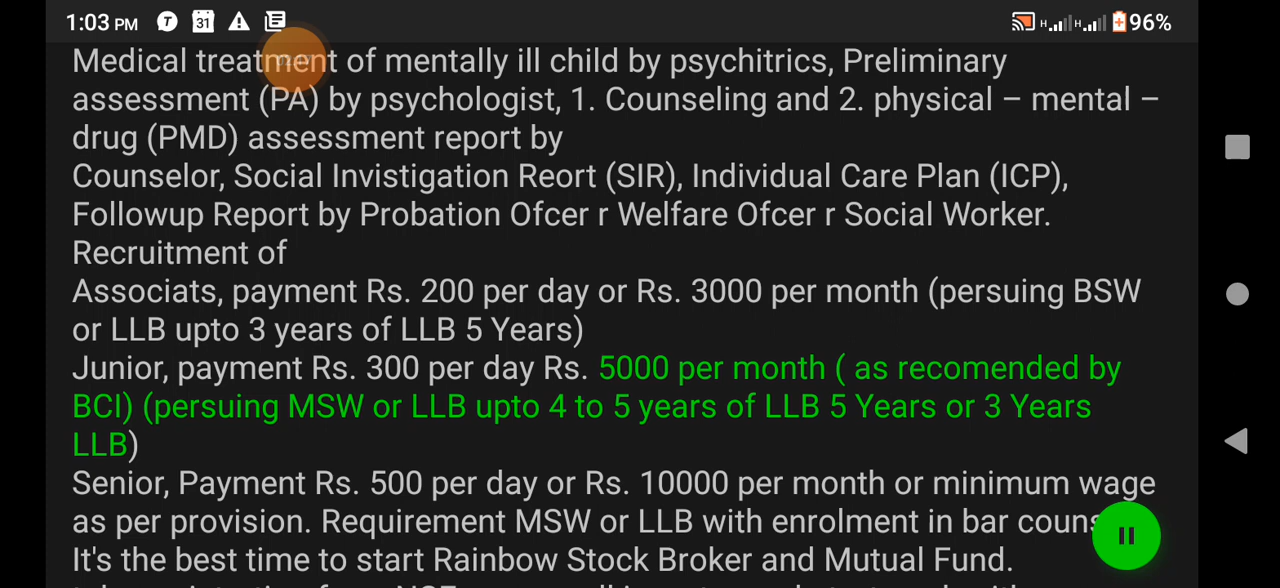 1:03 PM T 31 H H 96%
Medical treatment of mentally ill child by psychitrics, Preliminary
assessment (PA) by psychologist, 1. Counseling and 2. physical – mental –
drug (PMD) assessment report by
Counselor, Social Invistigation Reort (SIR), Individual Care Plan (ICP),
Followup Report by Probation Ofcer r Welfare Ofcer r Social Worker.
Recruitment of
Associats, payment Rs. 200 per day or Rs. 3000 per month (persuing BSW
or LLB upto 3 years of LLB 5 Years)
Junior, payment Rs. 300 per day Rs. 5000 per month ( as recomended by
BCI) (persuing MSW or LLB upto 4 to 5 years of LLB 5 Years or 3 Years
LLB)
Senior, Payment Rs. 500 per day or Rs. 10000 per month or minimum wage
as per provision. Requirement MSW or LLB with enrolment in bar
It's the best time to start Rainbow Stock Broker and Mutual Fund.